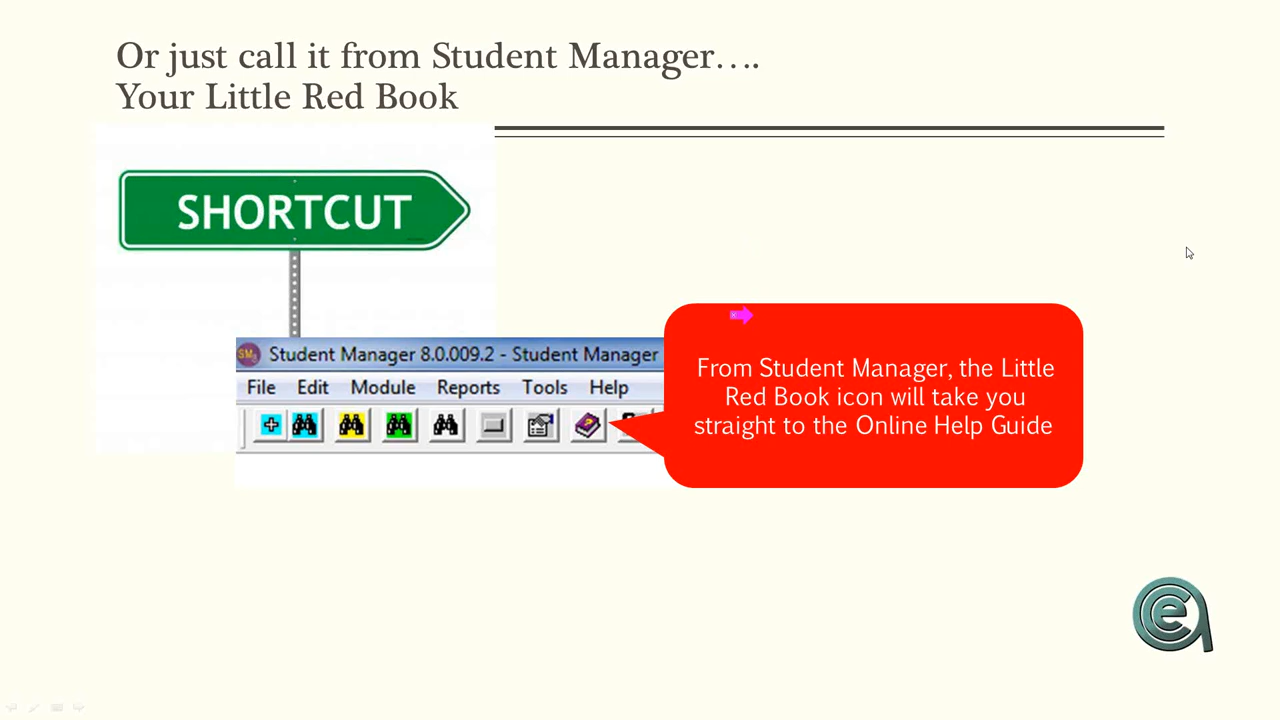 Or just call it from Student Manager….
Your Little Red Book
SHORTCUT
Student Manager 8.0.009.2 - Student Manager
File Edit Module Reports Tools Help
From Student Manager, the Little
Red Book icon will take you
straight to the Online Help Guide